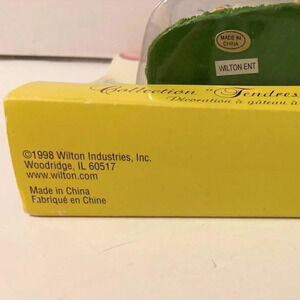 MADE IN
CHINA
WILTON ENT
Collection "Tendres
Décoration à gâteau à
©1998 Wilton Industries, Inc.
Woodridge, IL 60517
www.wilton.com
Made in China
Fabriqué en Chine